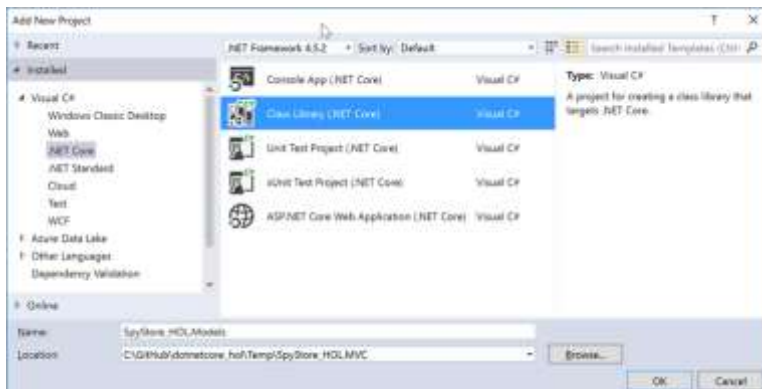 Add New Project
? X
Recent
.NET Framework 4.5.2 Sort by: Default
Search Installed Templates (Ctrl
Installed
Visual C#
Windows Classic Desktop
Web
.NET Core
.NET Standard
Cloud
Test
WCF
Azure Data Lake
Other Languages
Dependency Validation
Online
Console App (.NET Core) Visual C#
Class Library (.NET Core) Visual C#
Unit Test Project (.NET Core) Visual C#
xUnit Test Project (.NET Core) Visual C#
ASP.NET Core Web Application (.NET Core) Visual C#
Type: Visual C#
A project for creating a class library that
targets .NET Core.
Name: SpyStore_HOL.Models
Location: C:\GitHub\dotnetcore_hol\Temp\SpyStore_HOL.MVC
Browse...
OK Cancel